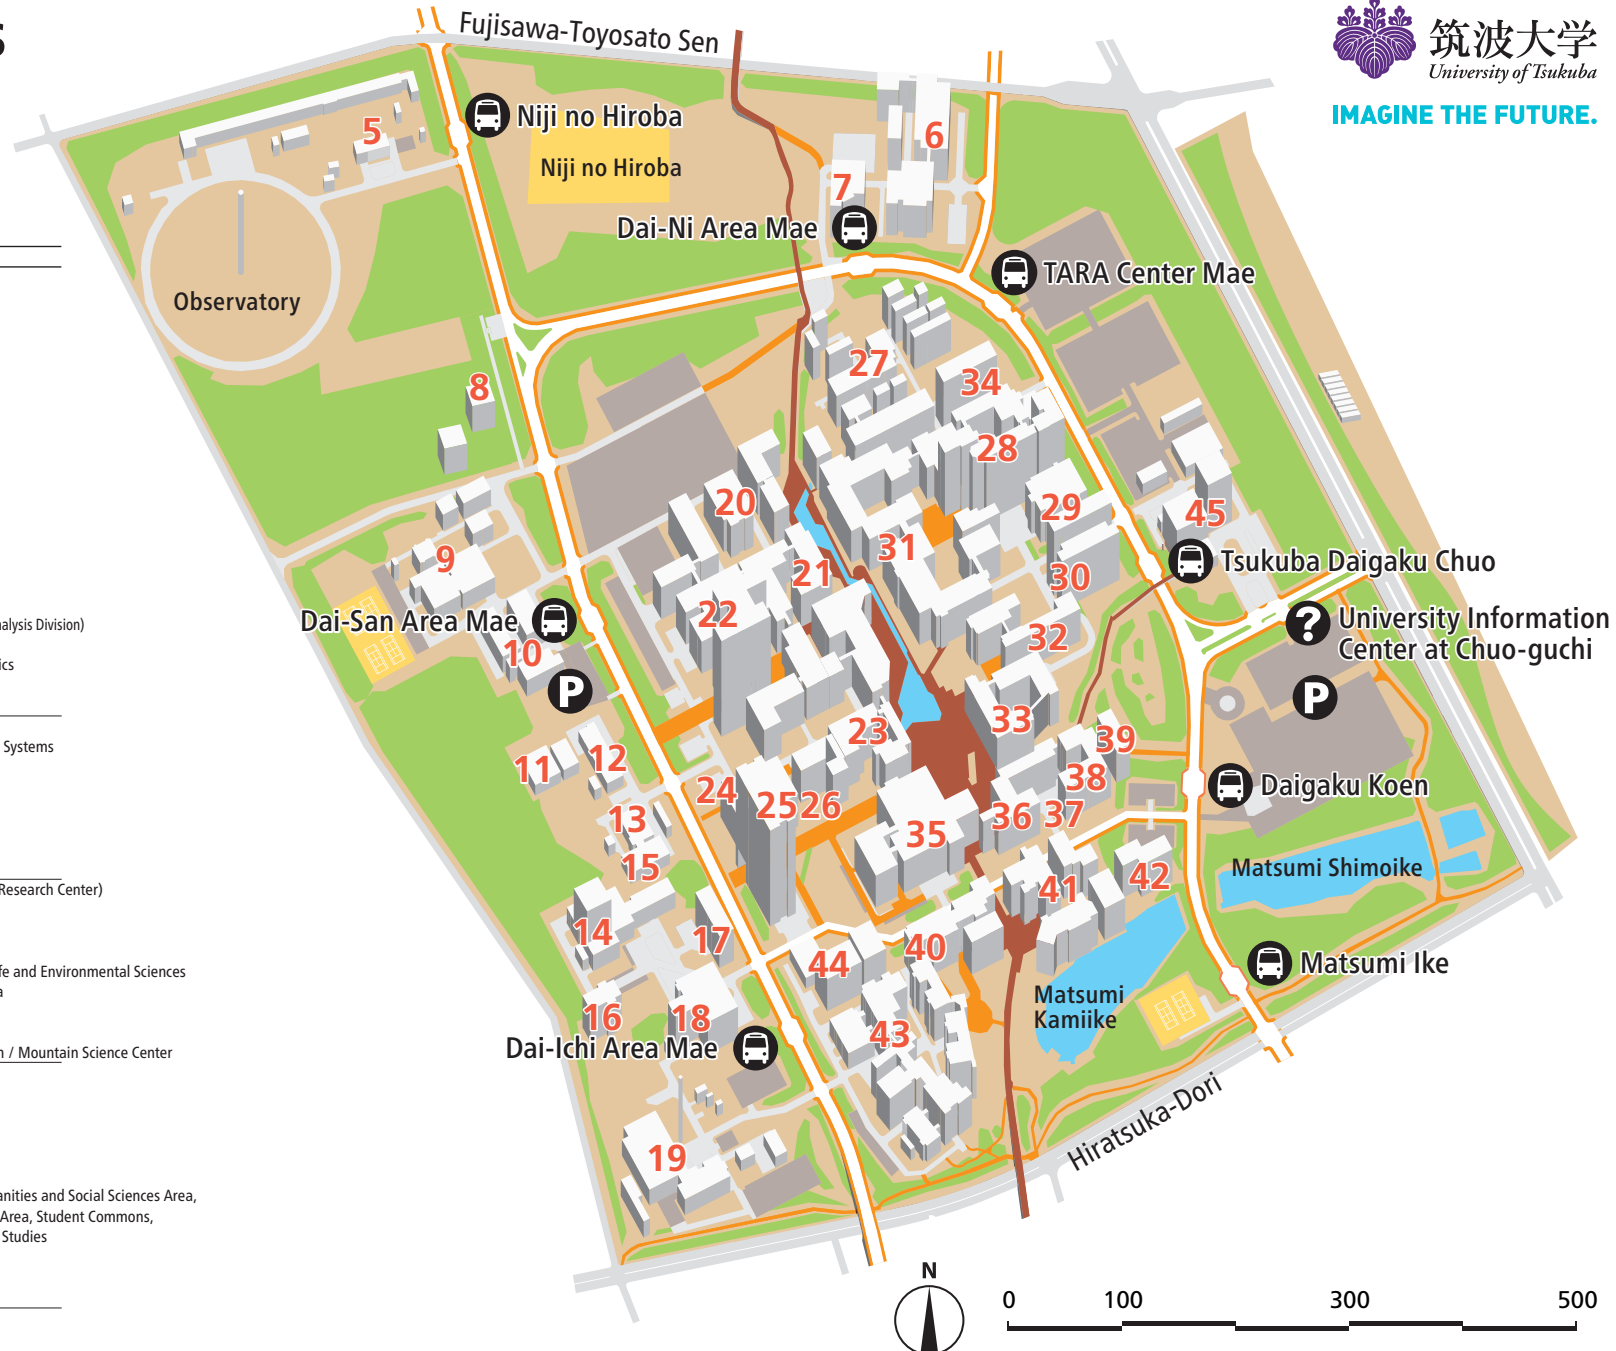 S
Fujisawa-Toyosato Sen
筑波大学
University of Tsukuba
IMAGINE THE FUTURE.
Niji no Hiroba
Niji no Hiroba
5
6
7
Dai-Ni Area Mae
TARA Center Mae
Observatory
8
27
34
28
20
29
45
31
9
21
30
Tsukuba Daigaku Chuo
22
Dai-San Area Mae
10
32
?
University Information
Center at Chuo-guchi
P
P
33
23
39
12
11
38
Daigaku Koen
24
25
26
13
36
37
35
15
Matsumi Shimoike
42
41
14
17
40
44
Matsumi Ike
Matsumi
Kamiike
16
18
43
Dai-Ichi Area Mae
Hiratsuka-Dori
19
nalysis Division)
ics
Systems
Research Center)
fe and Environmental Sciences
a
n / Mountain Science Center
anities and Social Sciences Area,
Area, Student Commons,
Studies
N
0 100 300 500